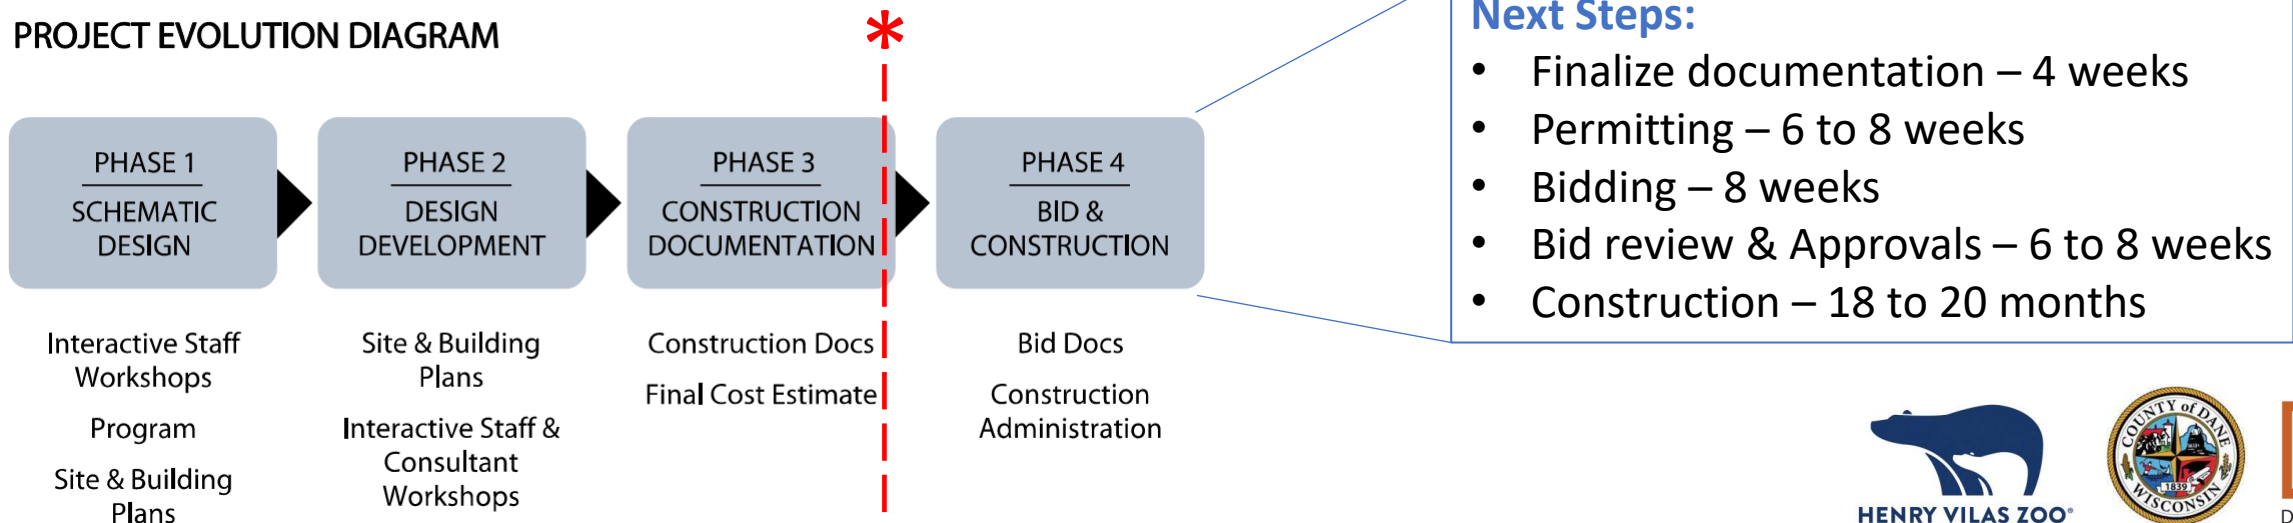 PROJECT EVOLUTION DIAGRAM
*
PHASE 1
SCHEMATIC
DESIGN
Interactive Staff
Workshops
Program
Site & Building
Plans
PHASE 2
DESIGN
DEVELOPMENT
Site & Building
Plans
Interactive Staff &
Consultant
Workshops
PHASE 3
CONSTRUCTION
DOCUMENTATION
Construction Docs
Final Cost Estimate
PHASE 4
BID &
CONSTRUCTION
Bid Docs
Construction
Administration
Next Steps:
• Finalize documentation – 4 weeks
• Permitting – 6 to 8 weeks
• Bidding – 8 weeks
• Bid review & Approvals – 6 to 8 weeks
• Construction – 18 to 20 months
HENRY VILAS ZOO®
COUNTY of DANE
1839
WISCONSIN
D